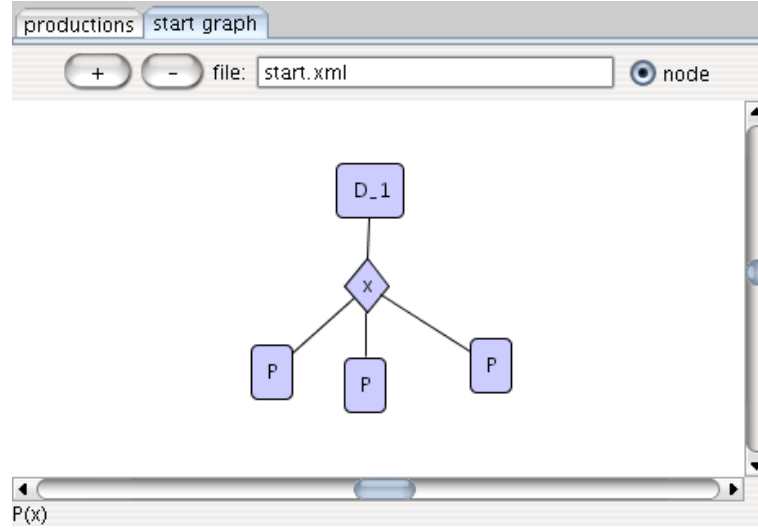 productions start graph
+ - file: start.xml node
D_1
x
P P P
P(x)